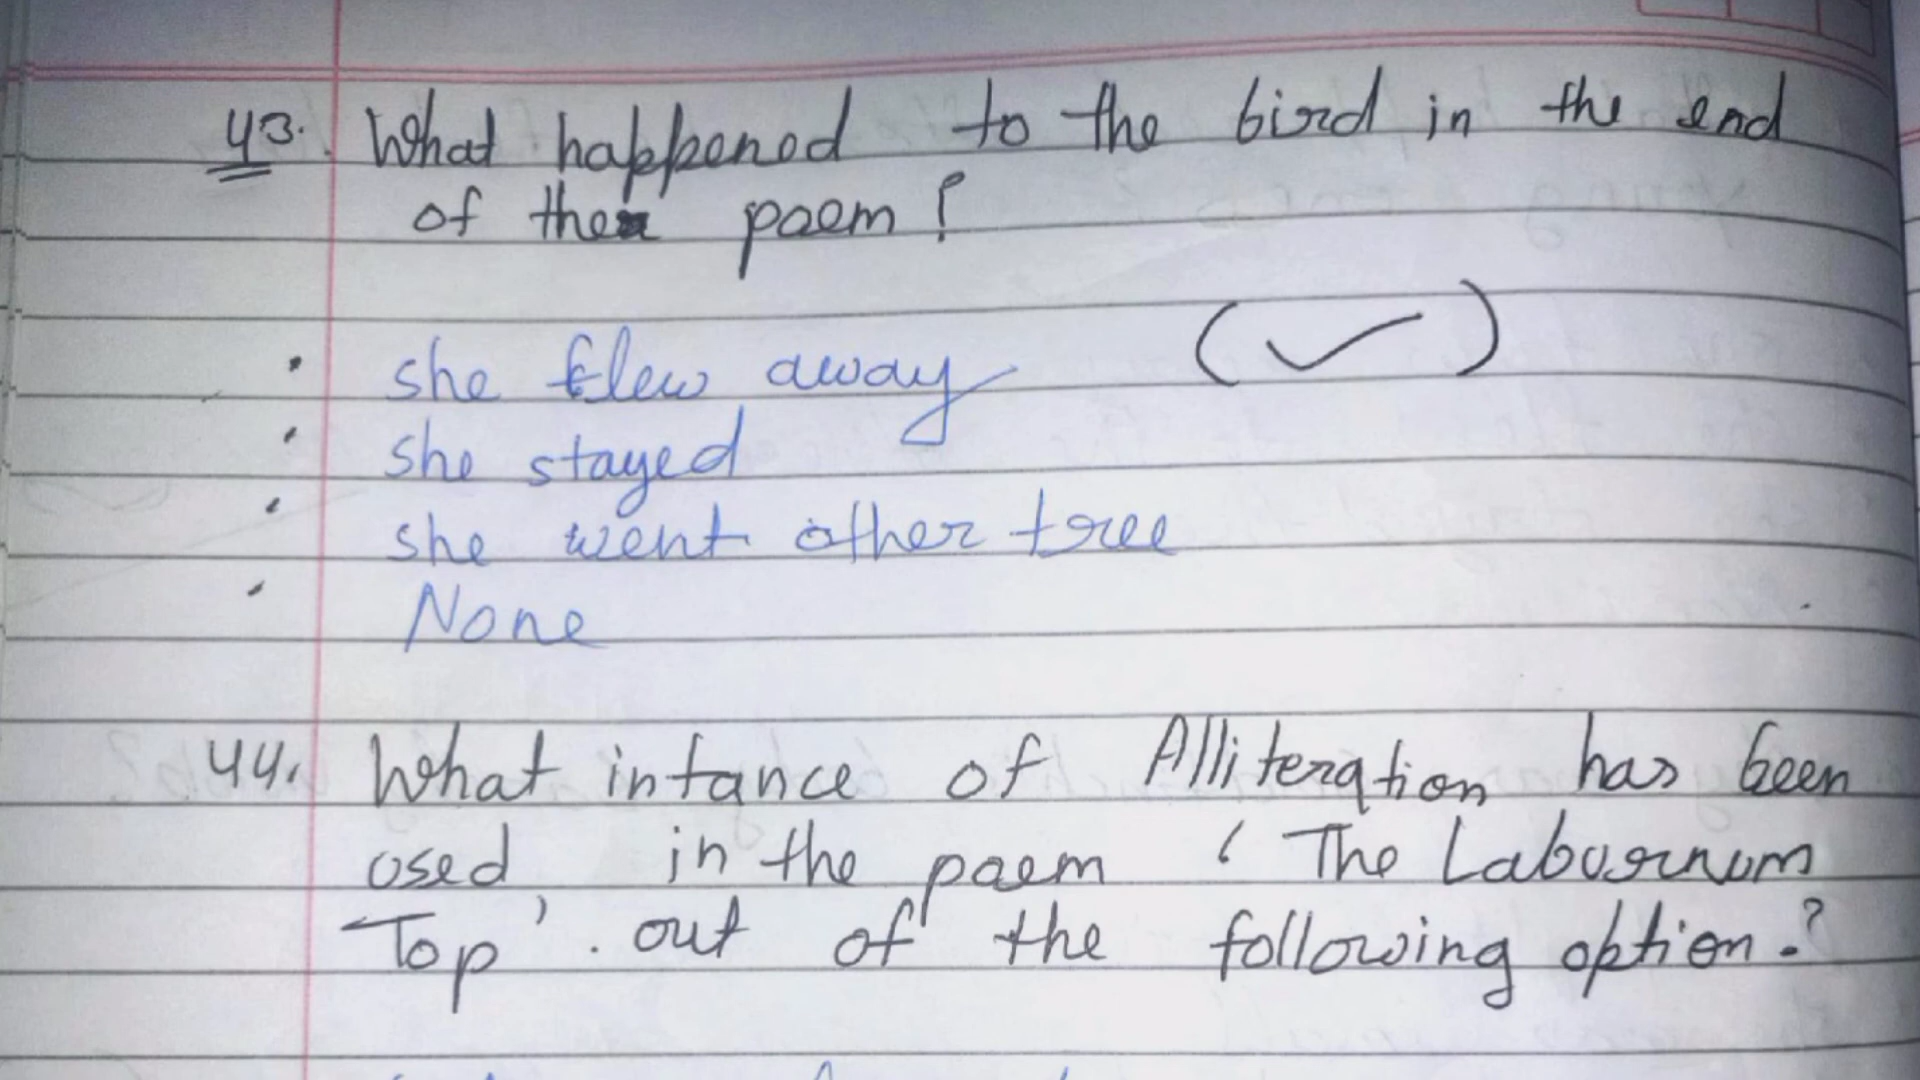 43. What happened to the bird in the end
of the poem?
• she flew away (✓)
• she stayed
• she went other tree
• None
44. What intance of Alliteration has been
used in the poem ‘The Laburnum
Top’. out of the following option.?